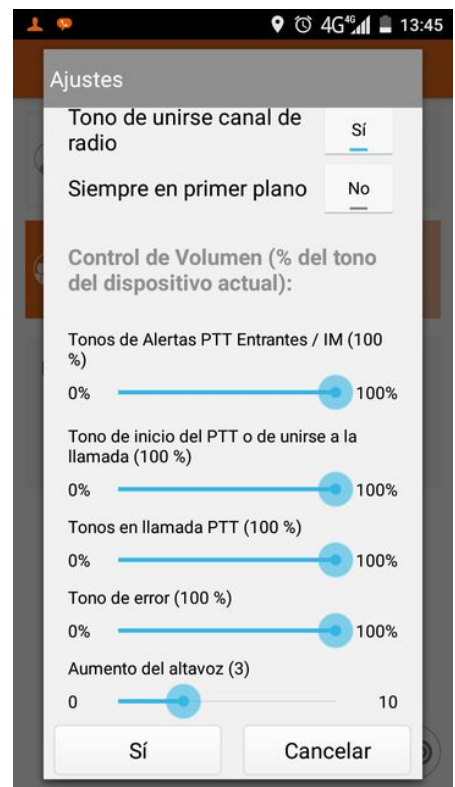 4G 4G 13:45
Ajustes
Tono de unirse canal de
radio
Sí
Siempre en primer plano
No
Control de Volumen (% del tono
del dispositivo actual):
Tonos de Alertas PTT Entrantes / IM (100
%)
0% 100%
Tono de inicio del PTT o de unirse a la
llamada (100 %)
0% 100%
Tonos en llamada PTT (100 %)
0% 100%
Tono de error (100 %)
0% 100%
Aumento del altavoz (3)
0 10
Sí Cancelar